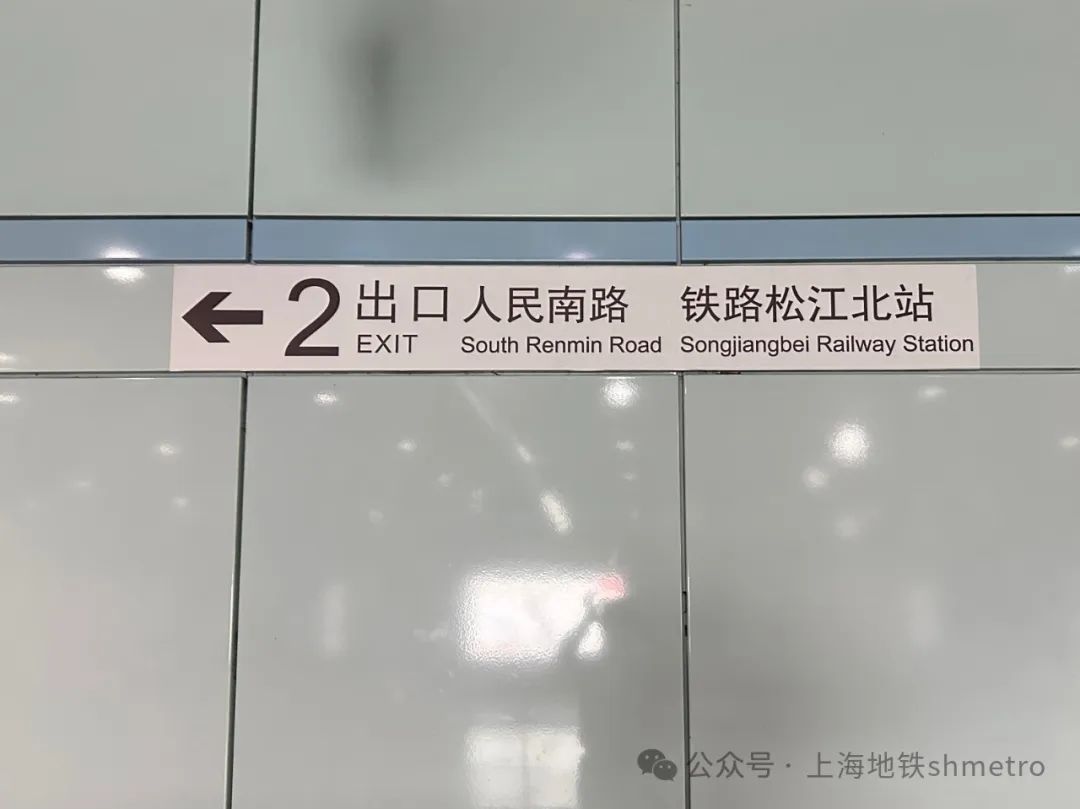 2 出口 人民南路 铁路松江北站
EXIT South Renmin Road Songjiangbei Railway Station
公众号 · 上海地铁shmetro